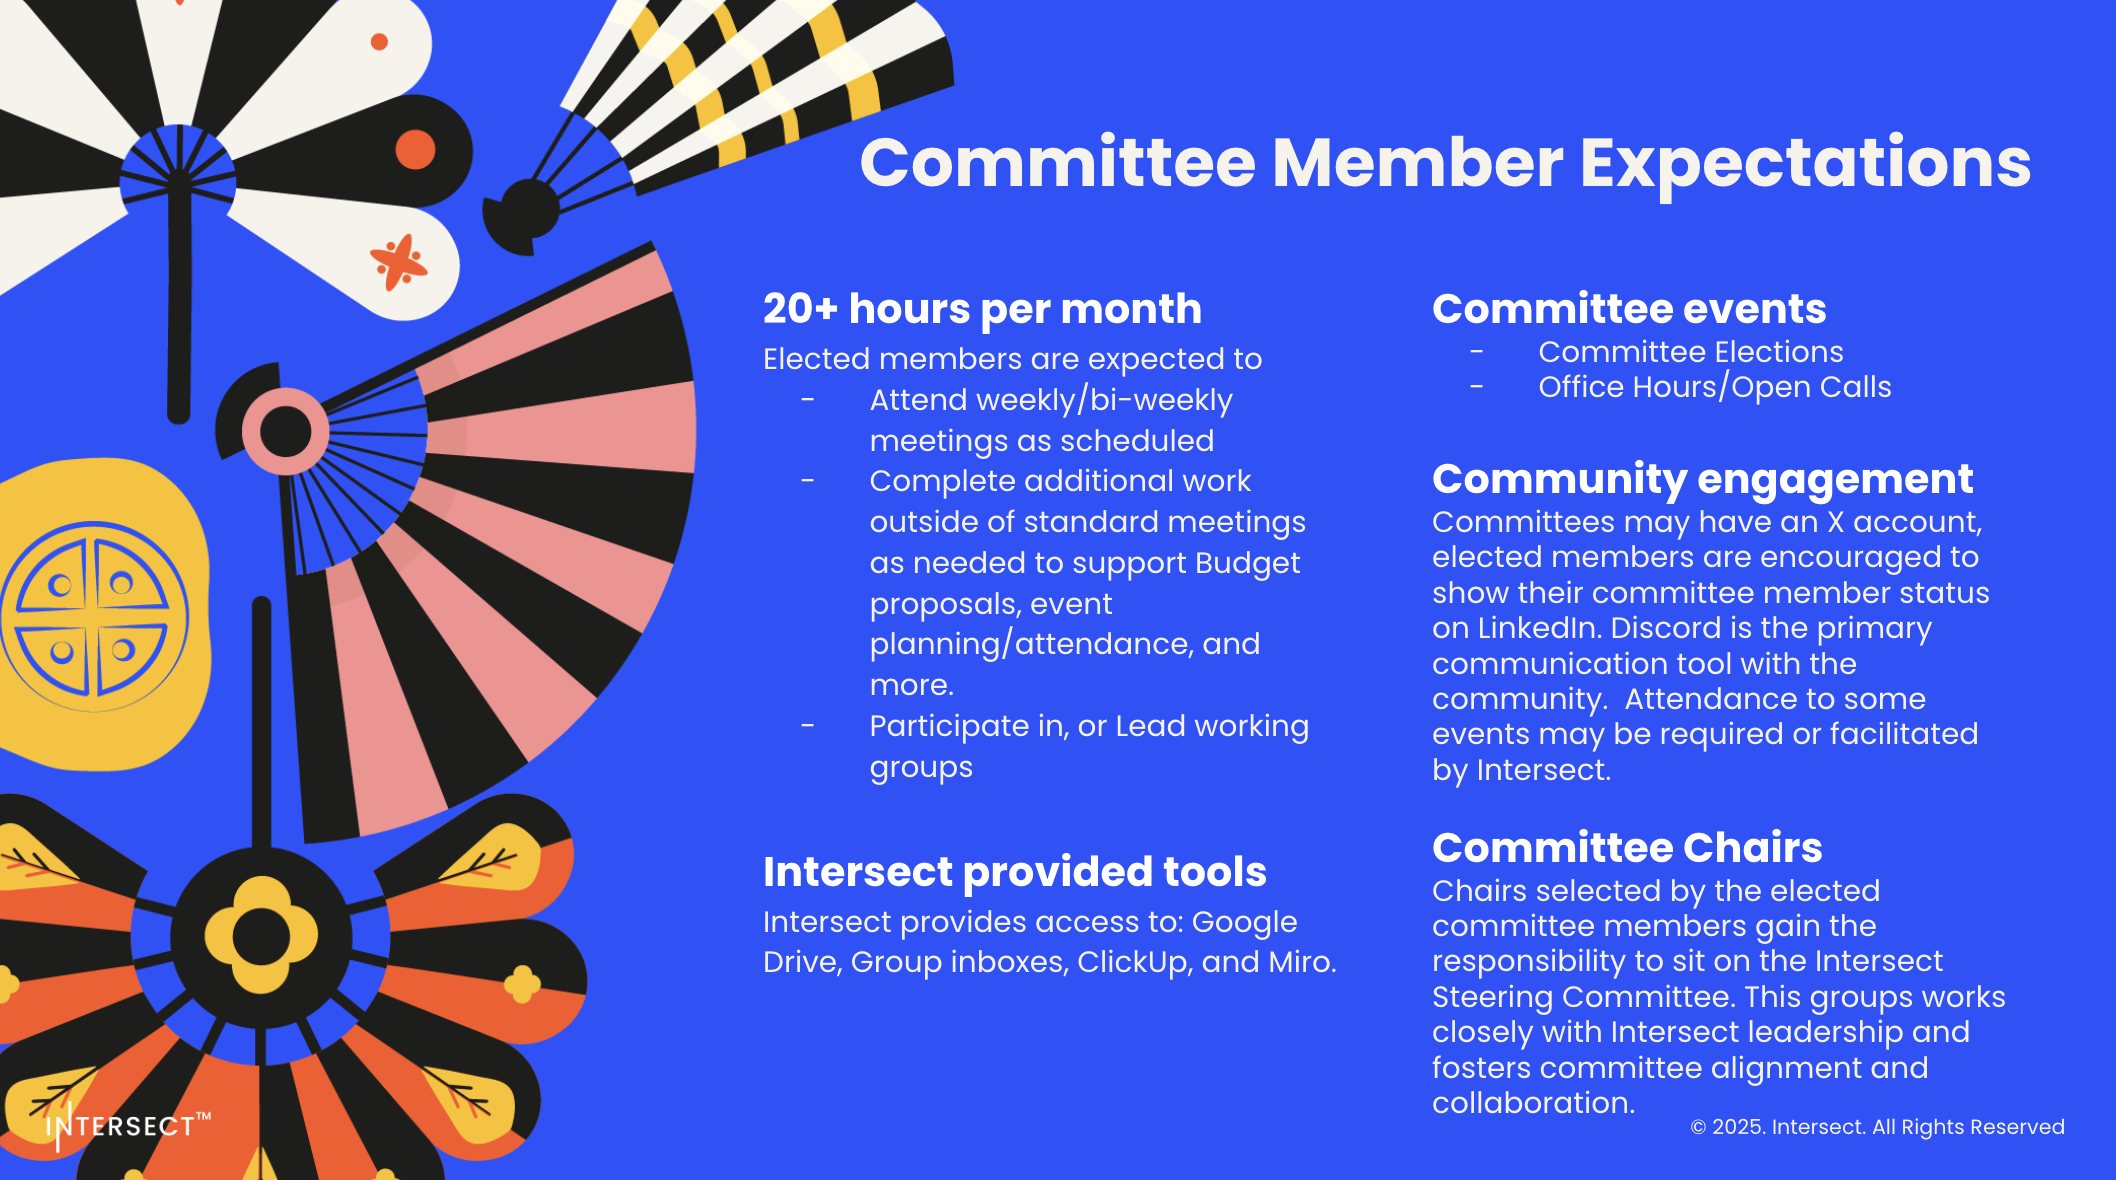 Committee Member Expectations
20+ hours per month
Elected members are expected to
- Attend weekly/bi-weekly
meetings as scheduled
- Complete additional work
outside of standard meetings
as needed to support Budget
proposals, event
planning/attendance, and
more.
- Participate in, or Lead working
groups
Intersect provided tools
Intersect provides access to: Google
Drive, Group inboxes, ClickUp, and Miro.
Committee events
- Committee Elections
- Office Hours/Open Calls
Community engagement
Committees may have an X account,
elected members are encouraged to
show their committee member status
on LinkedIn. Discord is the primary
communication tool with the
community.  Attendance to some
events may be required or facilitated
by Intersect.
Committee Chairs
Chairs selected by the elected
committee members gain the
responsibility to sit on the Intersect
Steering Committee. This groups works
closely with Intersect leadership and
fosters committee alignment and
collaboration.
INTERSECT™
© 2025. Intersect. All Rights Reserved